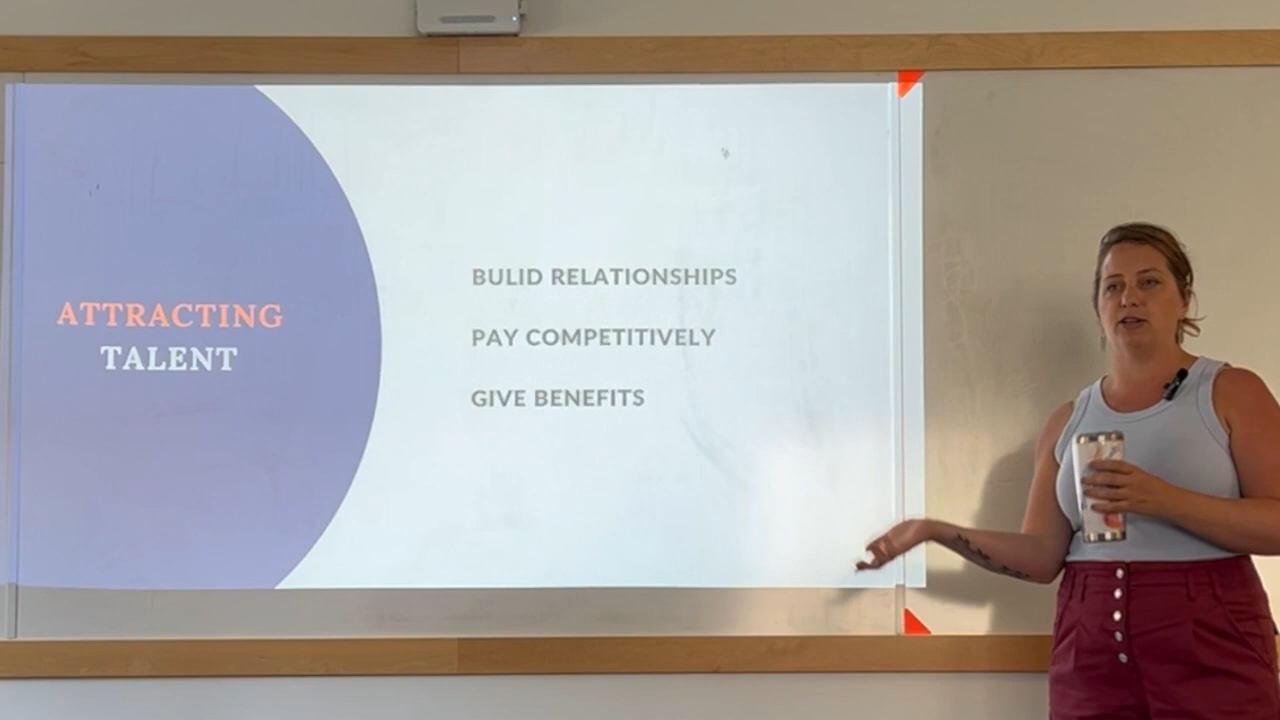 ATTRACTING
TALENT
BULID RELATIONSHIPS
PAY COMPETITIVELY
GIVE BENEFITS